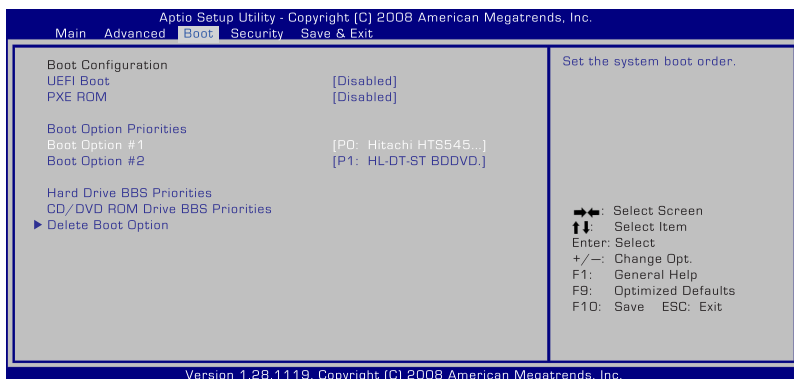 Aptio Setup Utility - Copyright (C) 2008 American Megatrends, Inc.
Main Advanced Boot Security Save & Exit
Boot Configuration
UEFI Boot [Disabled]
PXE ROM [Disabled]
Boot Option Priorities
Boot Option #1 [P0: Hitachi HTS545...]
Boot Option #2 [P1: HL-DT-ST BDDVD.]
Hard Drive BBS Priorities
CD/DVD ROM Drive BBS Priorities
▶ Delete Boot Option
Set the system boot order.
→←: Select Screen
↑↓: Select Item
Enter: Select
+/—: Change Opt.
F1: General Help
F9: Optimized Defaults
F10: Save ESC: Exit
Version 1.28.1119. Copyright (C) 2008 American Megatrends, Inc.